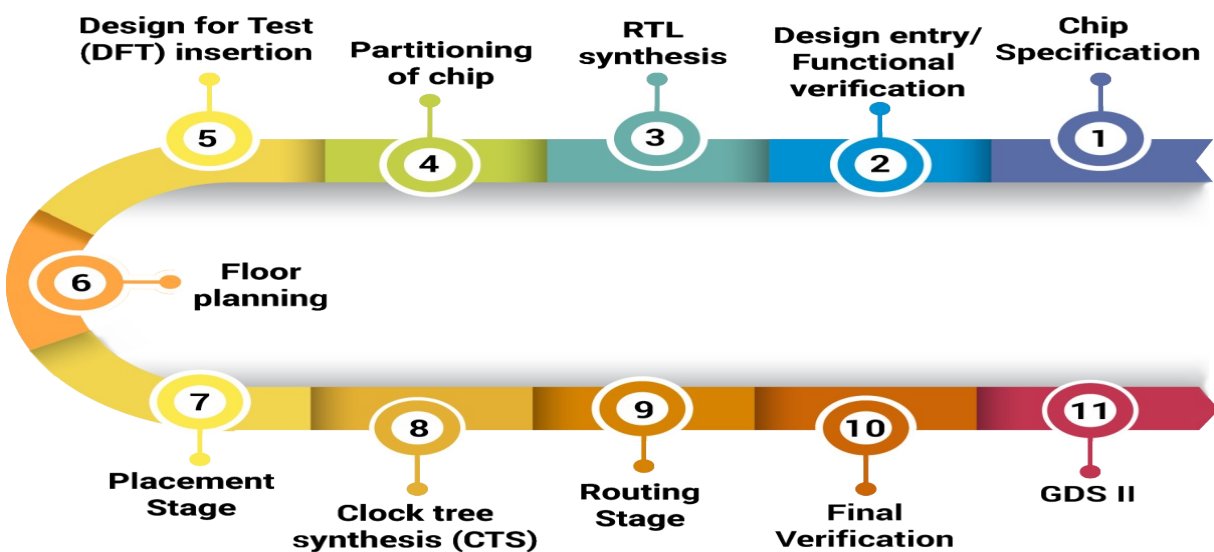 1
Chip
Specification
2
Design entry/
Functional
verification
3
RTL
synthesis
4
Partitioning
of chip
5
Design for Test
(DFT) insertion
6
Floor
planning
7
Placement
Stage
8
Clock tree
synthesis (CTS)
9
Routing
Stage
10
Final
Verification
11
GDS II